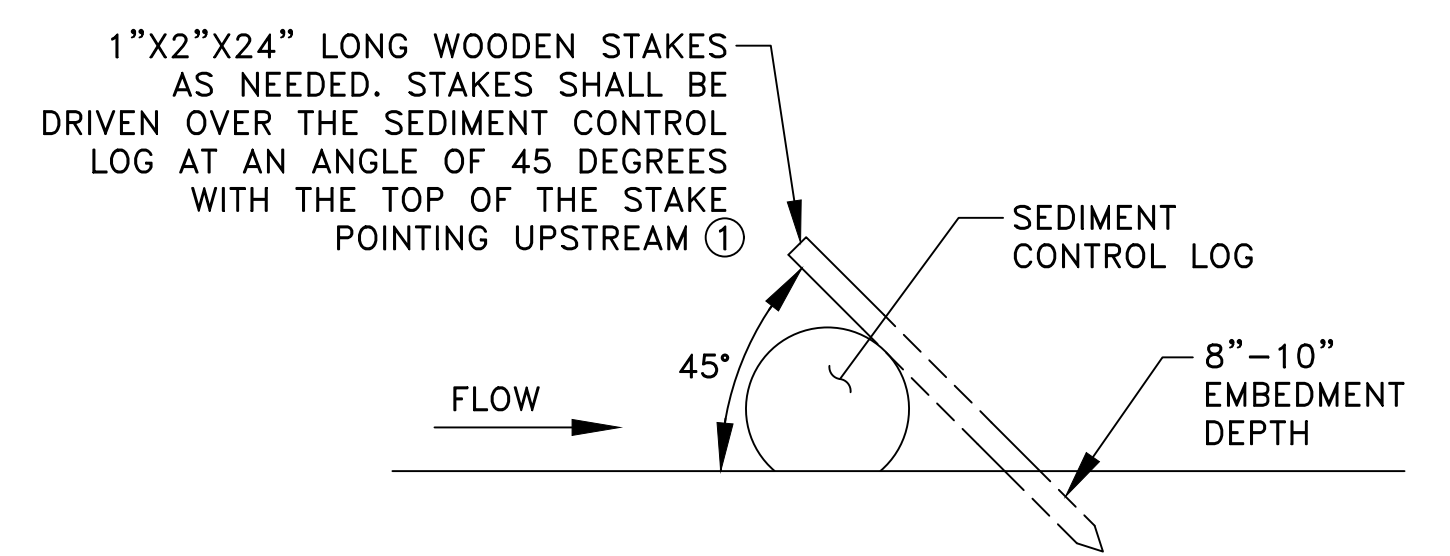 1”X2”X24” LONG WOODEN STAKES
AS NEEDED. STAKES SHALL BE
DRIVEN OVER THE SEDIMENT CONTROL
LOG AT AN ANGLE OF 45 DEGREES
WITH THE TOP OF THE STAKE
POINTING UPSTREAM ①
SEDIMENT
CONTROL LOG
45°
8”-10”
EMBEDMENT
DEPTH
FLOW